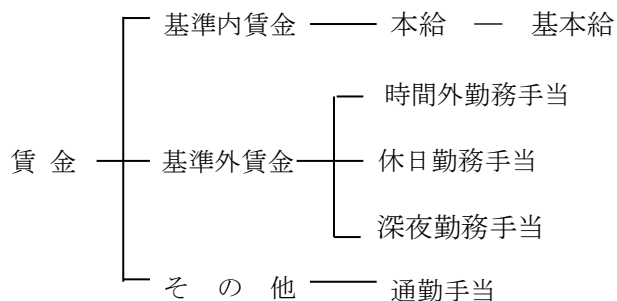 基準内賃金 本給 ― 基本給
時間外勤務手当
賃金 基準外賃金 休日勤務手当
深夜勤務手当
その他 通勤手当